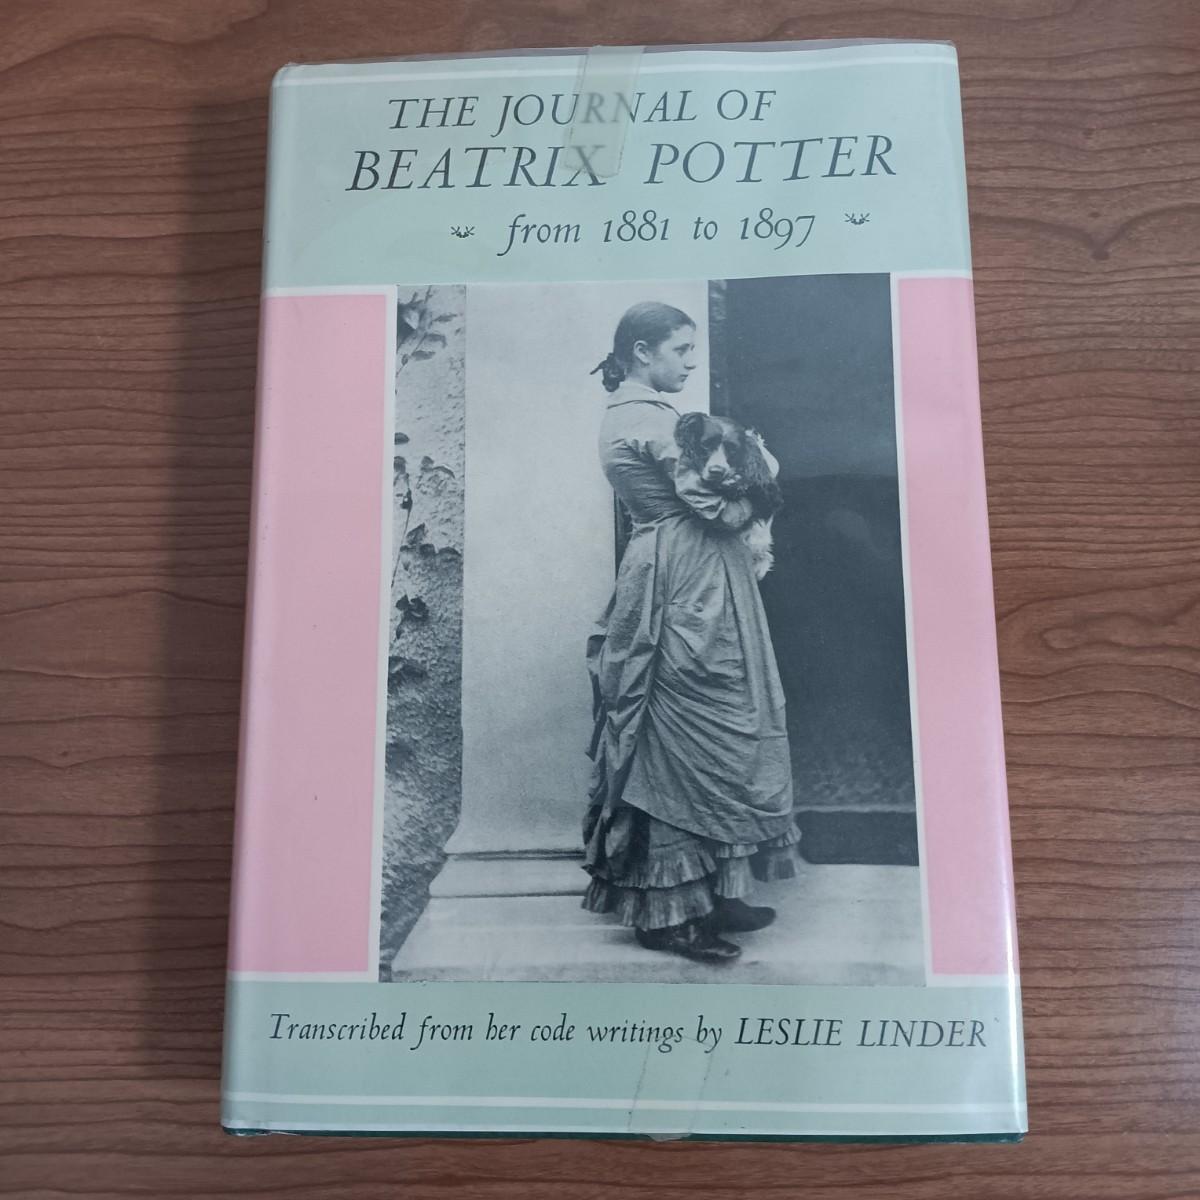 THE JOURNAL OF
BEATRIX POTTER
from 1881 to 1897
Transcribed from her code writings by LESLIE LINDER